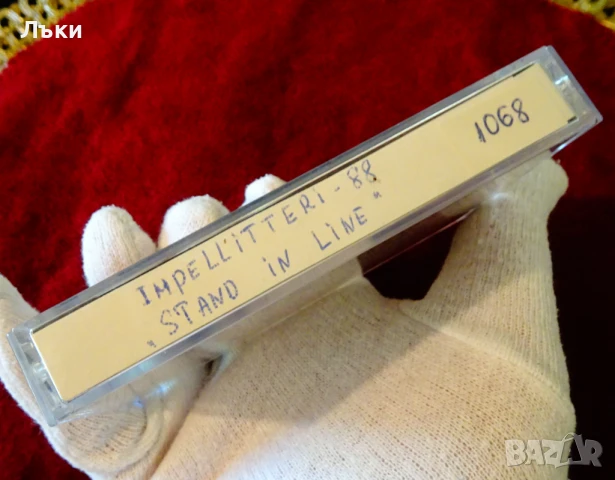 Лъки
IMPELLITTERI - 88
„STAND IN LINE"
1068
BAZAR